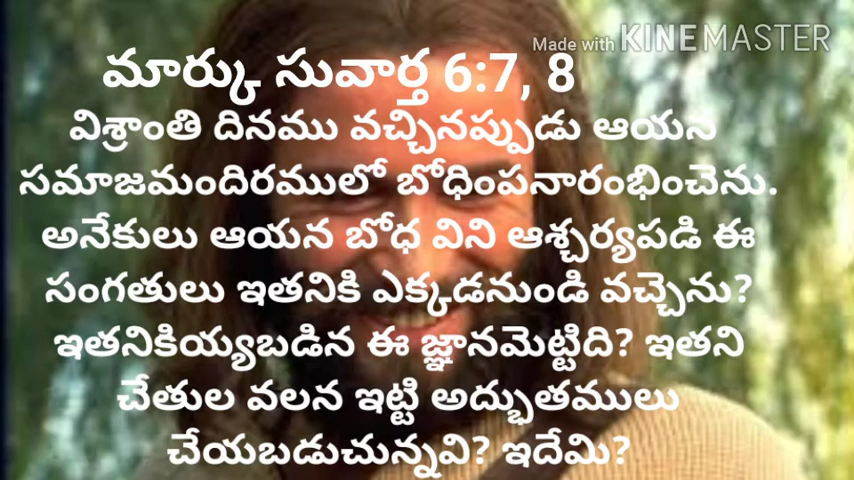 Made with KINEMASTER
మార్కు సువార్త 6:7, 8
విశ్రాంతి దినము వచ్చినప్పుడు ఆయన
సమాజమందిరములో బోధింపనారంభించెను.
అనేకులు ఆయన బోధ విని ఆశ్చర్యపడి ఈ
సంగతులు ఇతనికి ఎక్కడనుండి వచ్చెను?
ఇతనికియ్యబడిన ఈ జ్ఞానమెట్టిది? ఇతని
చేతుల వలన ఇట్టి అద్భుతములు
చేయబడుచున్నవి? ఇదేమి?